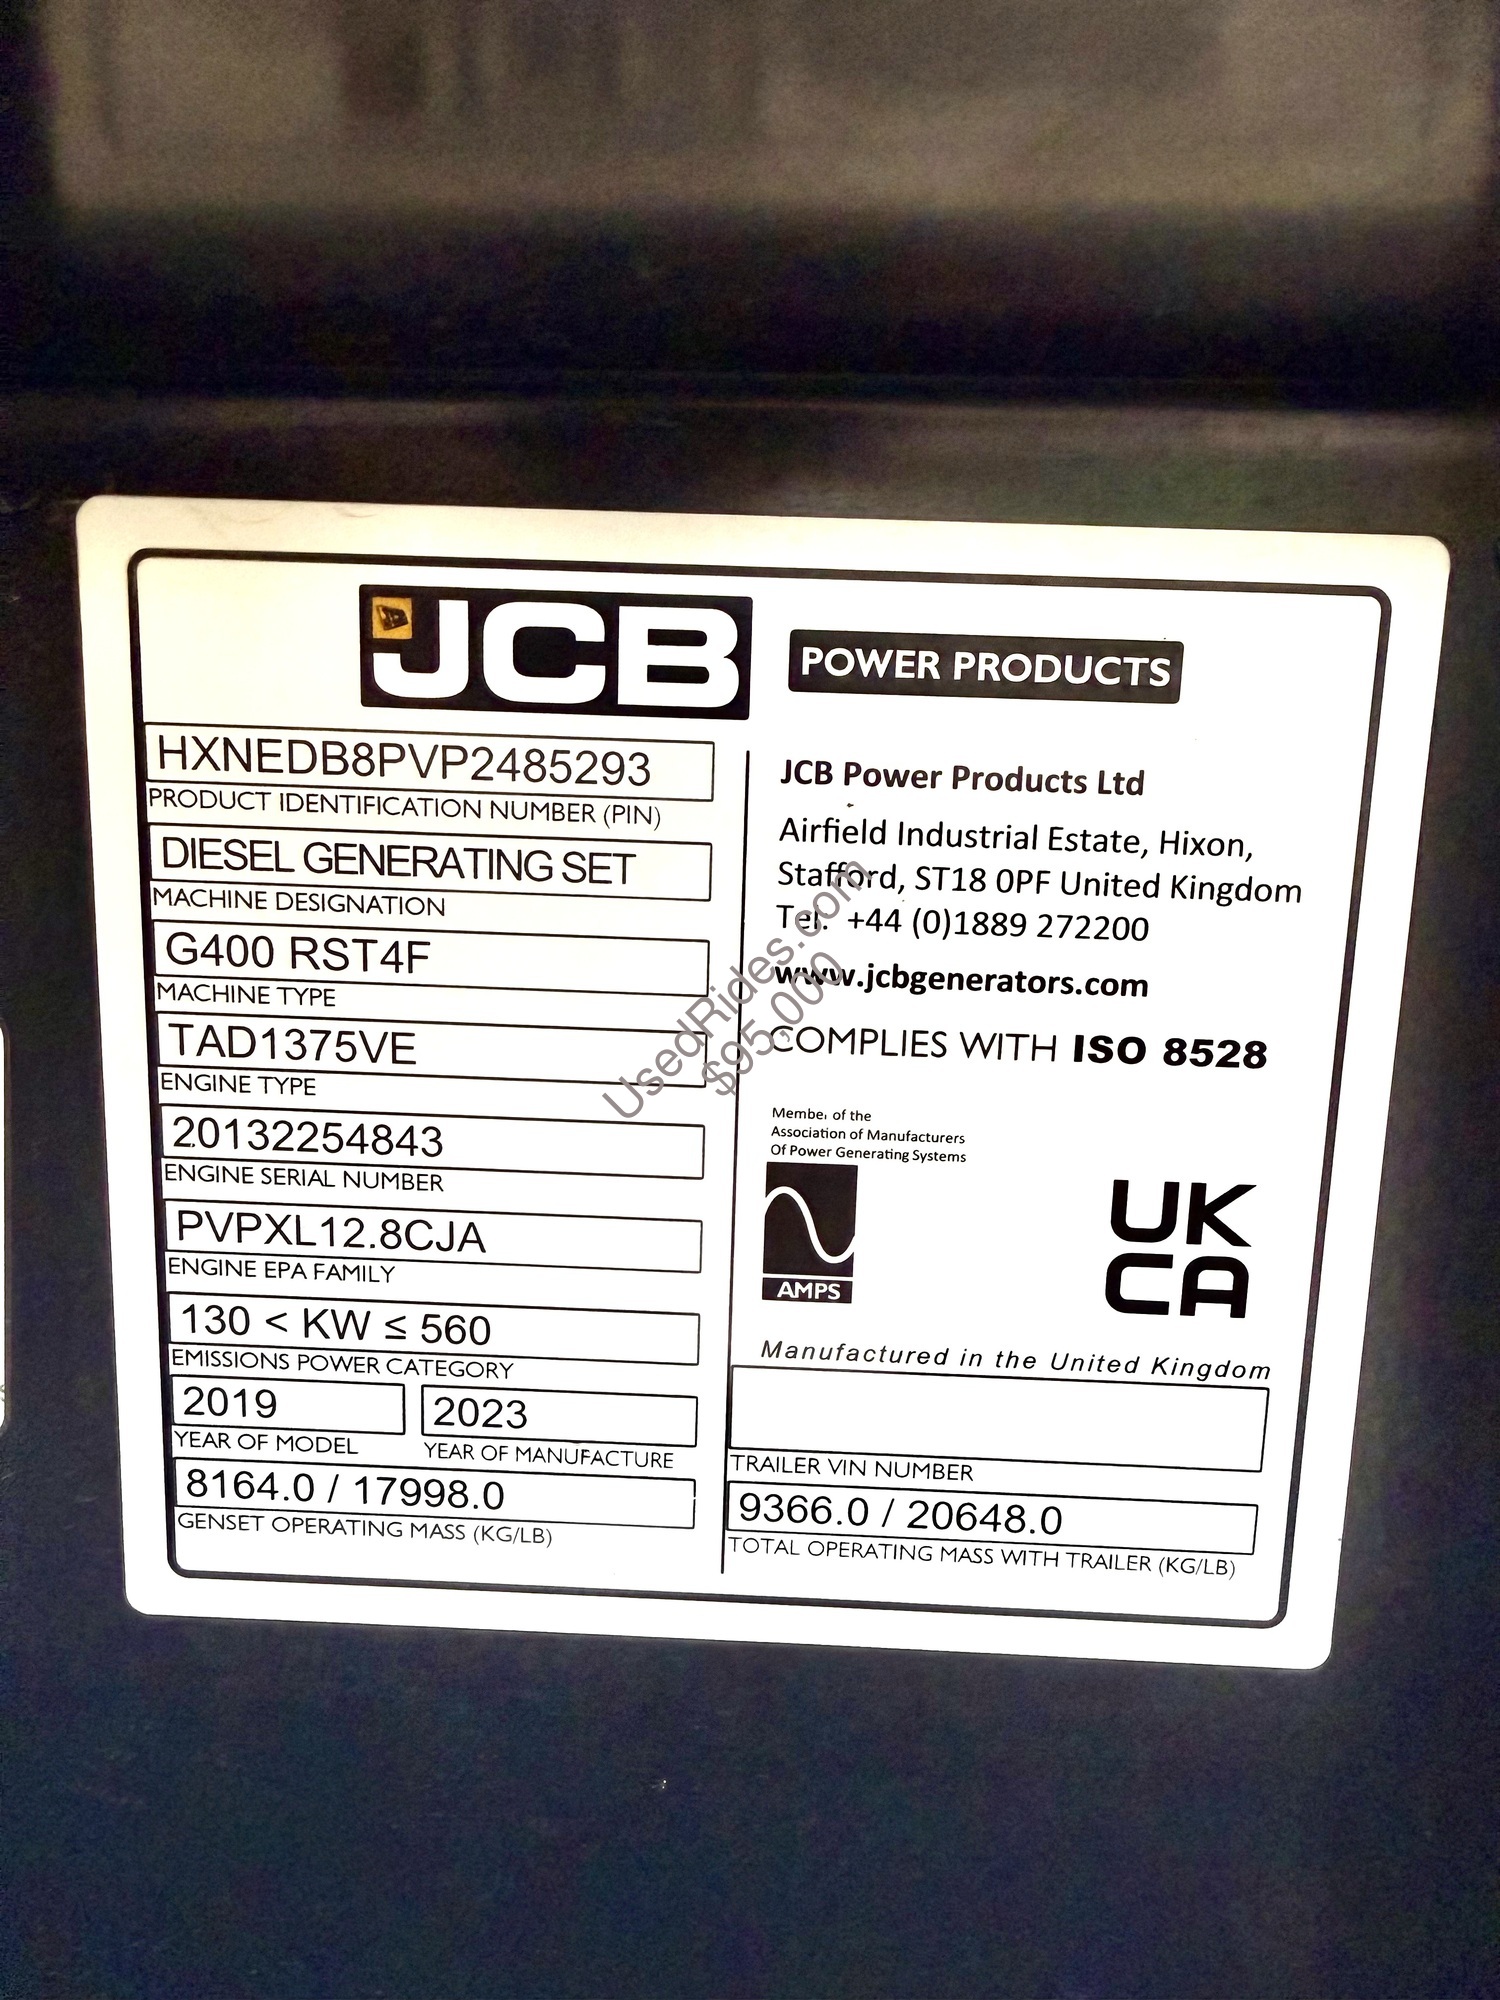 JCB
POWER PRODUCTS
HXNEDB8PVP2485293
PRODUCT IDENTIFICATION NUMBER (PIN)
DIESEL GENERATING SET
MACHINE DESIGNATION
G400 RST4F
MACHINE TYPE
TAD1375VE
ENGINE TYPE
20132254843
ENGINE SERIAL NUMBER
PVPXL12.8CJA
ENGINE EPA FAMILY
130 < KW ≤ 560
EMISSIONS POWER CATEGORY
2019 2023
YEAR OF MODEL YEAR OF MANUFACTURE
8164.0 / 17998.0
GENSET OPERATING MASS (KG/LB)
JCB Power Products Ltd
Airfield Industrial Estate, Hixon,
Stafford, ST18 0PF United Kingdom
Tel. +44 (0)1889 272200
www.jcbgenerators.com
COMPLIES WITH ISO 8528
Member of the
Association of Manufacturers
Of Power Generating Systems
AMPS
UK
CA
Manufactured in the United Kingdom
TRAILER VIN NUMBER
9366.0 / 20648.0
TOTAL OPERATING MASS WITH TRAILER (KG/LB)
UsedRides.com
$95,000